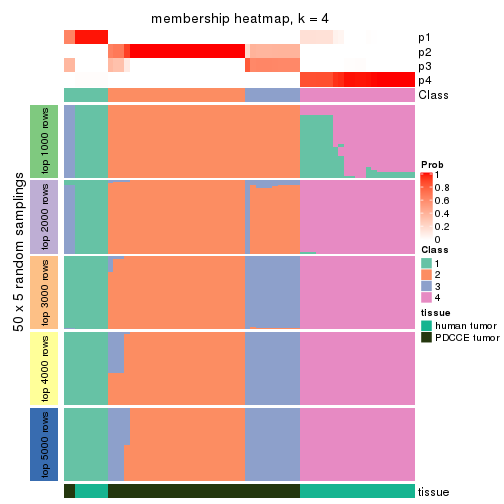 membership heatmap, k = 4
p1
p2
p3
p4
Class
50 x 5 random samplings
top 1000 rows
top 2000 rows
top 3000 rows
top 4000 rows
top 5000 rows
Prob
1
0.8
0.6
0.4
0.2
0
Class
1
2
3
4
tissue
human tumor
PDCCE tumor
tissue